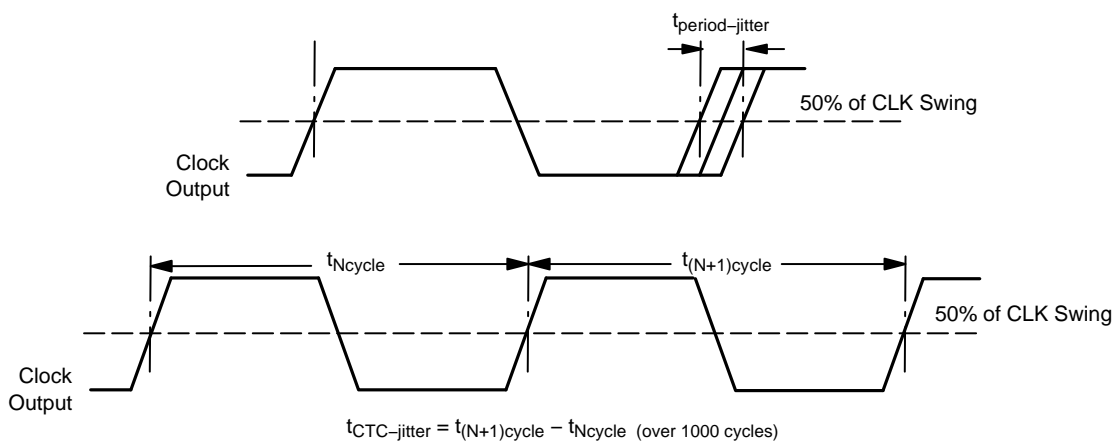 tperiod–jitter
50% of CLK Swing
Clock
Output
tNcycle
t(N+1)cycle
50% of CLK Swing
Clock
Output
tCTC–jitter = t(N+1)cycle – tNcycle (over 1000 cycles)